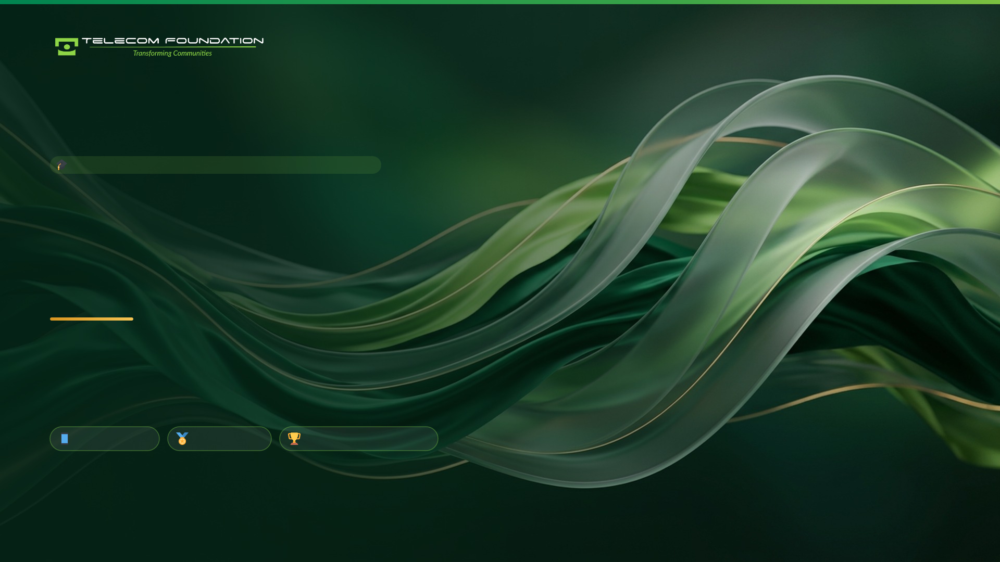 TELECOM FOUNDATION
Transforming Communities